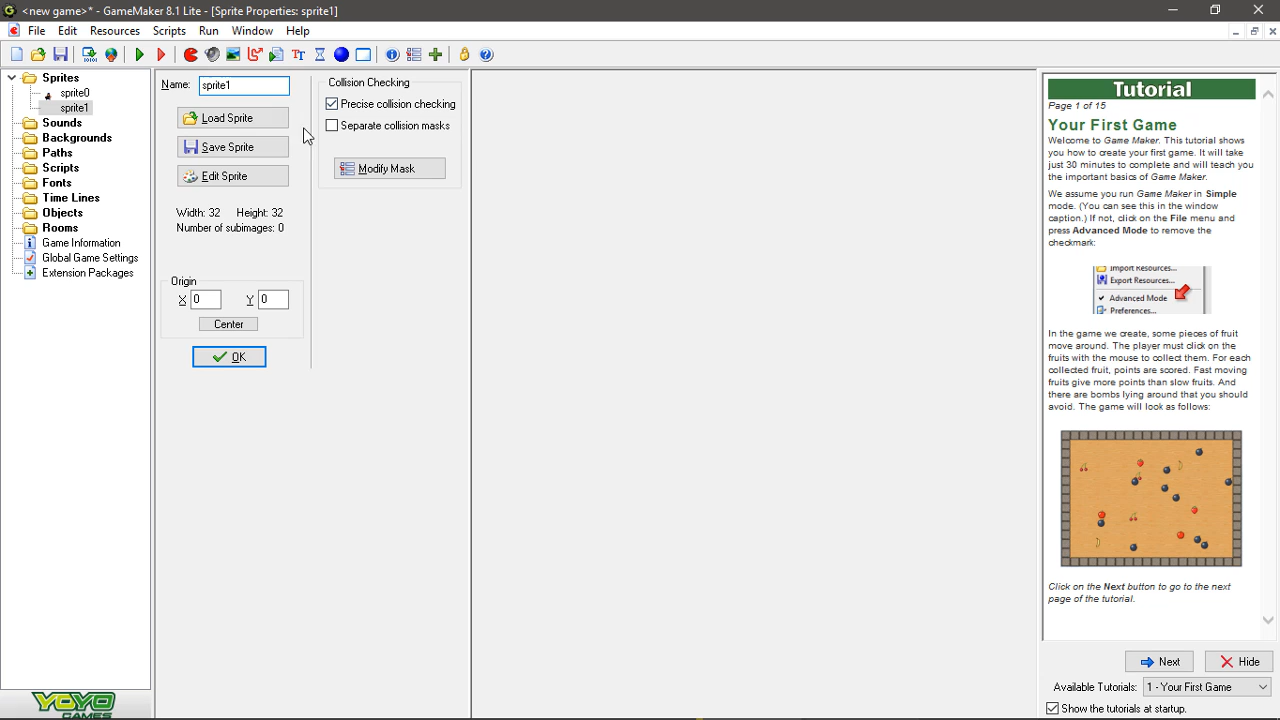 <new game>* - GameMaker 8.1 Lite - [Sprite Properties: sprite1]
File Edit Resources Scripts Run Window Help
Sprites
sprite0
sprite1
Sounds
Backgrounds
Paths
Scripts
Fonts
Time Lines
Objects
Rooms
Game Information
Global Game Settings
Extension Packages
YOYO
GAMES
Name: sprite1
Load Sprite
Save Sprite
Edit Sprite
Width: 32 Height: 32
Number of subimages: 0
Origin
X 0 Y 0
Center
OK
Collision Checking
Precise collision checking
Separate collision masks
Modify Mask
Tutorial
Page 1 of 15
Your First Game
Welcome to Game Maker. This tutorial shows
you how to create your first game. It will take
just 30 minutes to complete and will teach you
the important basics of Game Maker.
We assume you run Game Maker in Simple
mode. (You can see this in the window
caption.) If not, click on the File menu and
press Advanced Mode to remove the
checkmark:
Import Resources...
Export Resources...
Advanced Mode
Preferences...
In the game we create, some pieces of fruit
move around. The player must click on the
fruits with the mouse to collect them. For each
collected fruit, points are scored. Fast moving
fruits give more points than slow fruits. And
there are bombs lying around that you should
avoid. The game will look as follows:
Click on the Next button to go to the next
page of the tutorial.
Next Hide
Available Tutorials: 1 - Your First Game
Show the tutorials at startup.